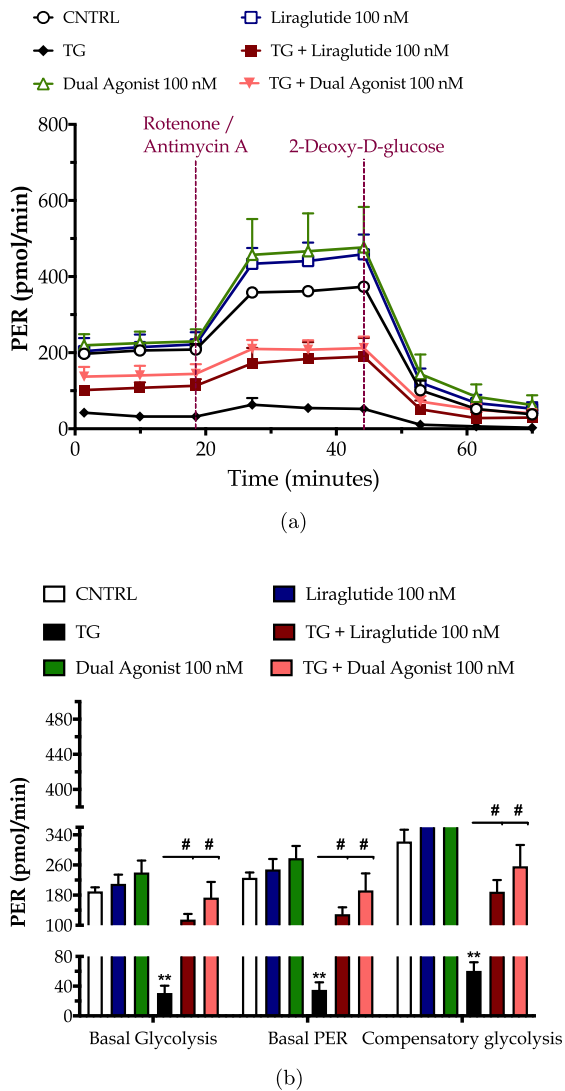 CNTRL
Liraglutide 100 nM
TG
TG + Liraglutide 100 nM
Dual Agonist 100 nM
TG + Dual Agonist 100 nM
Rotenone /
Antimycin A
2-Deoxy-D-glucose
PER (pmol/min)
800
600
400
200
0
0 20 40 60
Time (minutes)
(a)
CNTRL
Liraglutide 100 nM
TG
TG + Liraglutide 100 nM
Dual Agonist 100 nM
TG + Dual Agonist 100 nM
PER (pmol/min)
480
440
400
340
260
180
100
80
40
0
# #
# #
# #
**
**
**
Basal Glycolysis Basal PER Compensatory glycolysis
(b)